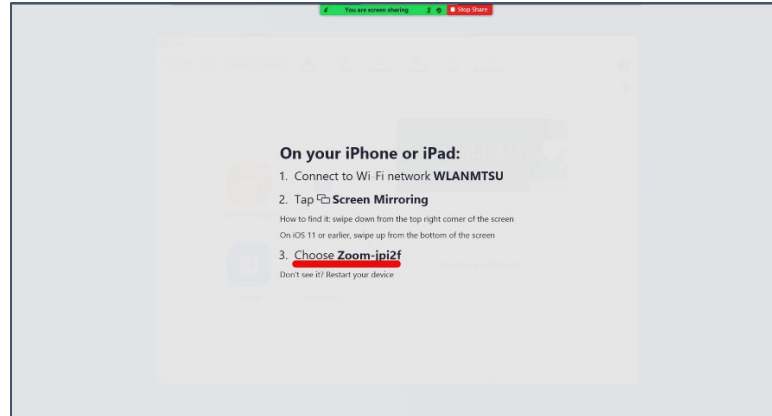 You are screen sharing
Stop Share
On your iPhone or iPad:
1. Connect to Wi-Fi network WLANMTSU
2. Tap Screen Mirroring
How to find it: swipe down from the top right corner of the screen
On iOS 11 or earlier, swipe up from the bottom of the screen
3. Choose Zoom-jpi2f
Don't see it? Restart your device